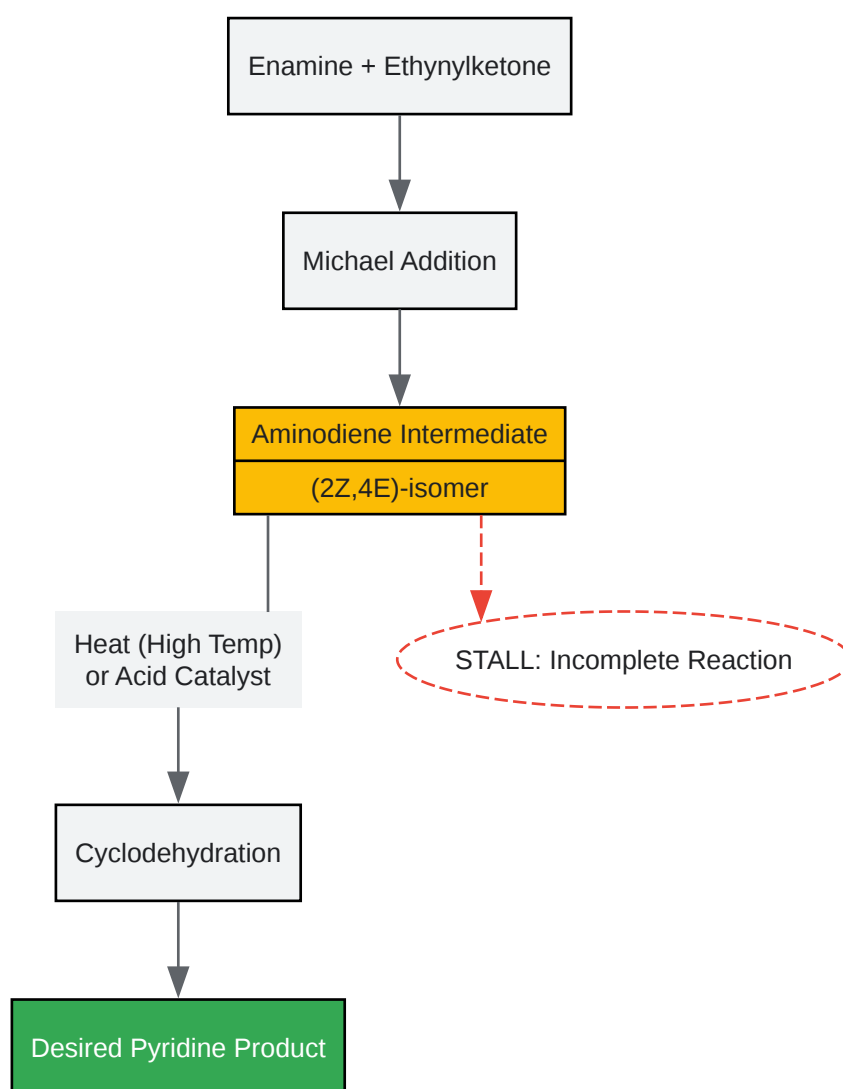 Enamine + Ethynylketone
Michael Addition
Aminodiene Intermediate
(2Z,4E)-isomer
Heat (High Temp)
or Acid Catalyst
STALL: Incomplete Reaction
Cyclodehydration
Desired Pyridine Product